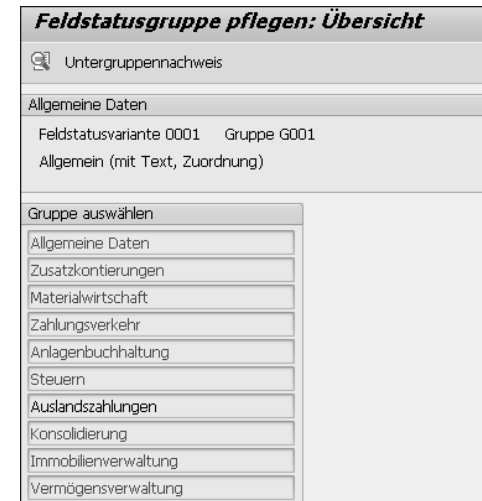 Feldstatusgruppe pflegen: Übersicht
Untergruppennachweis
Allgemeine Daten
Feldstatusvariante 0001 Gruppe G001
Allgemein (mit Text, Zuordnung)
Gruppe auswählen
Allgemeine Daten
Zusatzkontierungen
Materialwirtschaft
Zahlungsverkehr
Anlagenbuchhaltung
Steuern
Auslandszahlungen
Konsolidierung
Immobilienverwaltung
Vermögensverwaltung